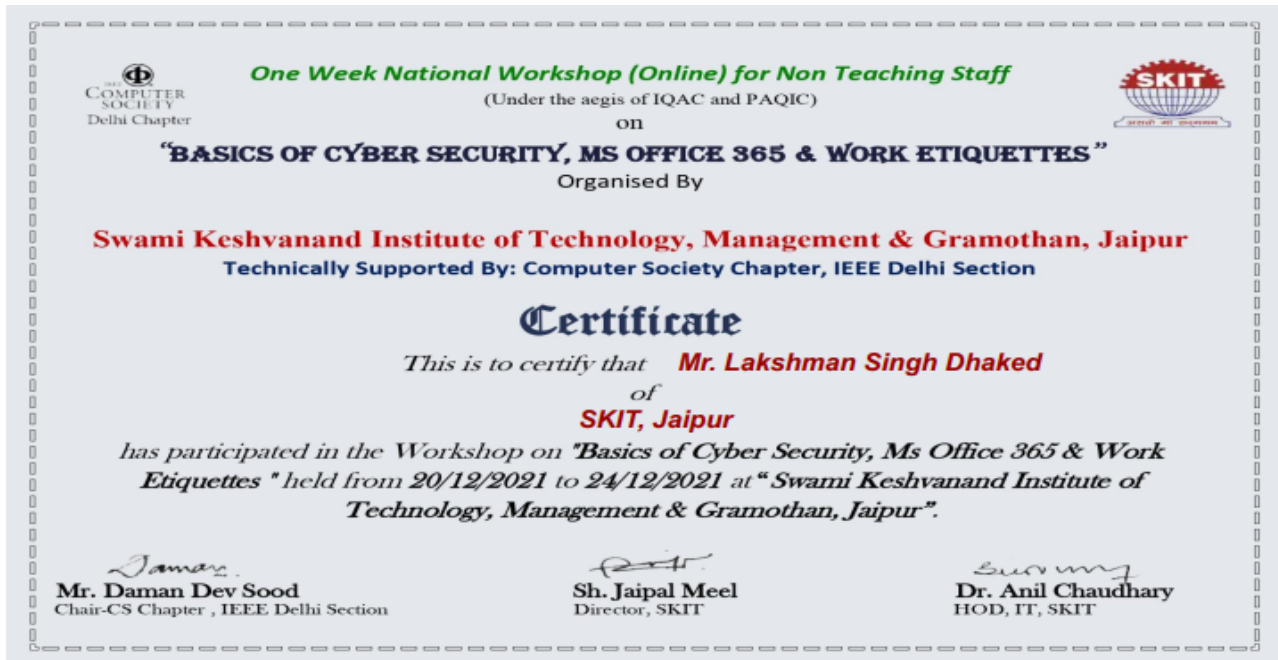 IEEE
COMPUTER
SOCIETY
Delhi Chapter
One Week National Workshop (Online) for Non Teaching Staff
(Under the aegis of IQAC and PAQIC)
on
SKIT
"BASICS OF CYBER SECURITY, MS OFFICE 365 & WORK ETIQUETTES"
Organised By
Swami Keshvanand Institute of Technology, Management & Gramothan, Jaipur
Technically Supported By: Computer Society Chapter, IEEE Delhi Section
Certificate
This is to certify that Mr. Lakshman Singh Dhaked
of
SKIT, Jaipur
has participated in the Workshop on "Basics of Cyber Security, Ms Office 365 & Work
Etiquettes " held from 20/12/2021 to 24/12/2021 at “ Swami Keshvanand Institute of
Technology, Management & Gramothan, Jaipur”.
Daman
Mr. Daman Dev Sood
Chair-CS Chapter , IEEE Delhi Section
Sh. Jaipal Meel
Director, SKIT
Dr. Anil Chaudhary
HOD, IT, SKIT